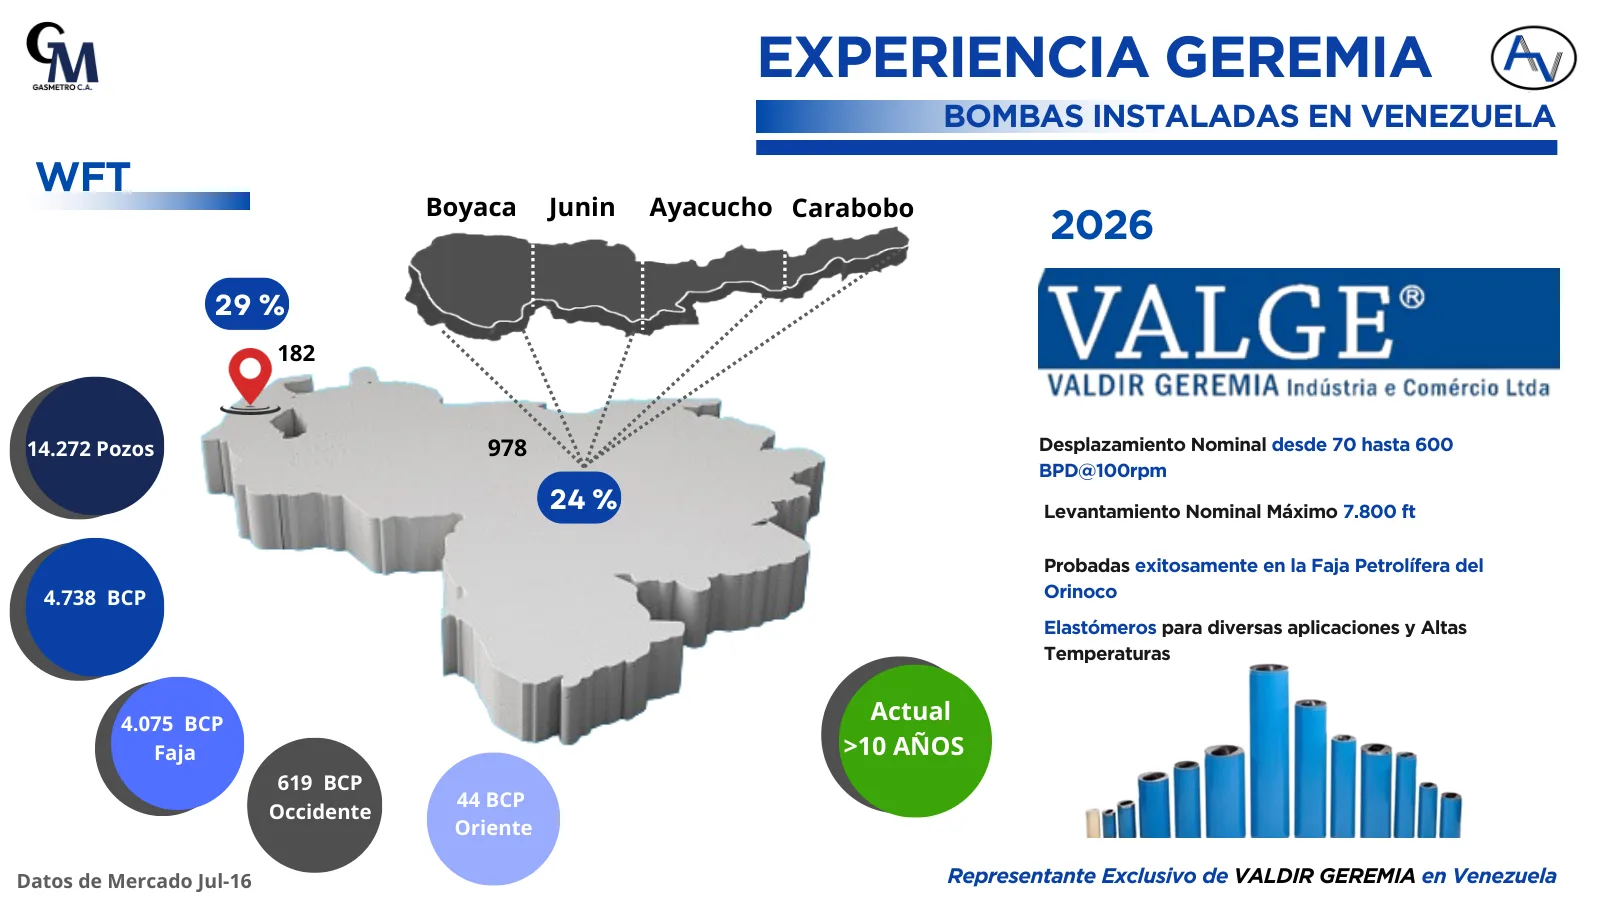 GM
GASMETRO C.A.
EXPERIENCIA GEREMIA
AV
BOMBAS INSTALADAS EN VENEZUELA
WFT
Boyaca Junin Ayacucho Carabobo
29 %
182
978
24 %
14.272 Pozos
4.738 BCP
4.075 BCP
Faja
619 BCP
Occidente
44 BCP
Oriente
Actual
>10 AÑOS
Datos de Mercado Jul-16
2026
VALGE®
VALDIR GEREMIA Indústria e Comércio Ltda
Desplazamiento Nominal desde 70 hasta 600
BPD@100rpm
Levantamiento Nominal Máximo 7.800 ft
Probadas exitosamente en la Faja Petrolífera del
Orinoco
Elastómeros para diversas aplicaciones y Altas
Temperaturas
Representante Exclusivo de VALDIR GEREMIA en Venezuela